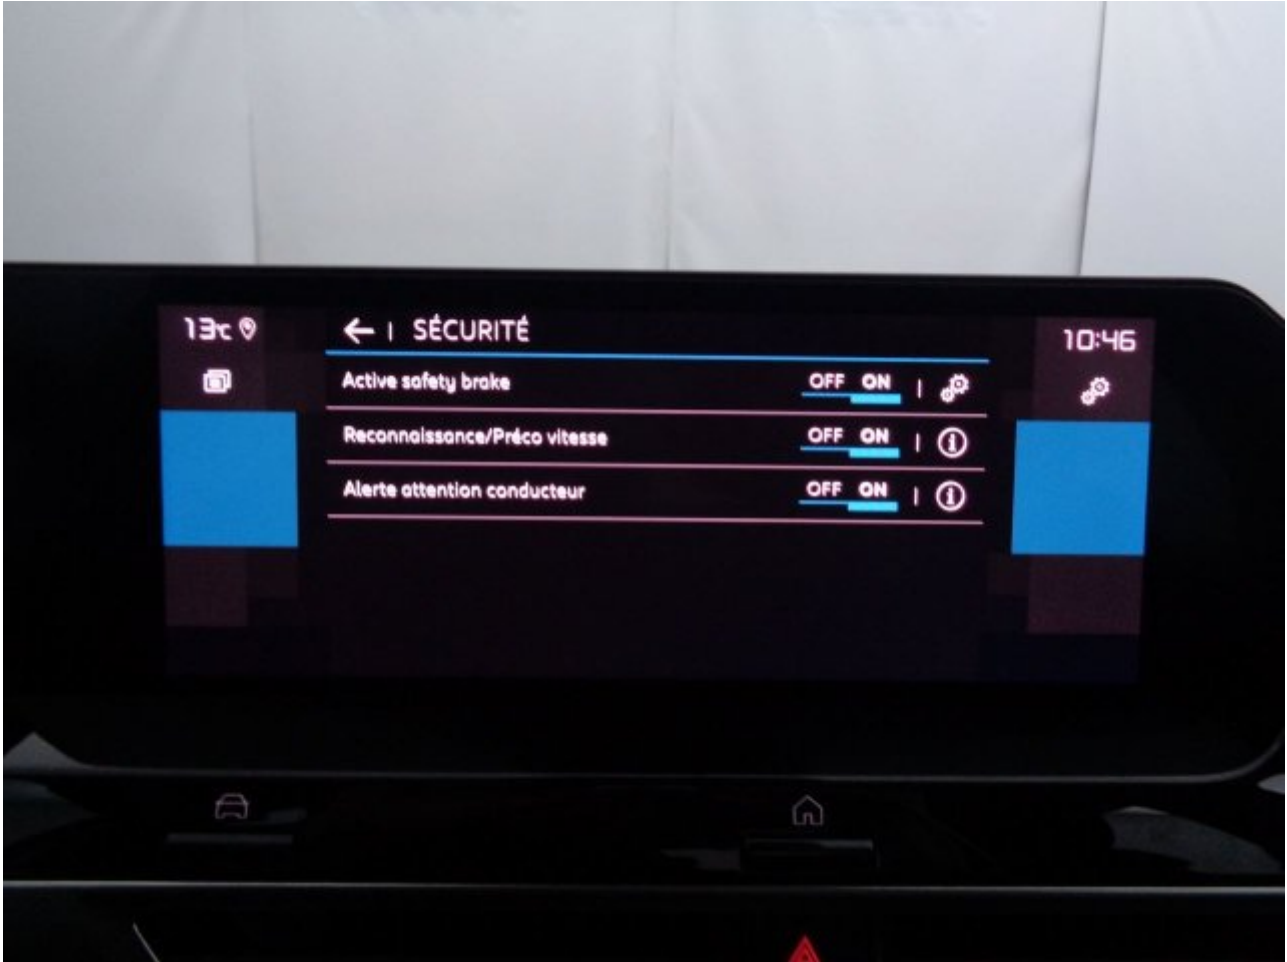 13°C
SÉCURITÉ
10:46
Active safety brake OFF ON
Reconnaissance/Préco vitesse OFF ON
Alerte attention conducteur OFF ON